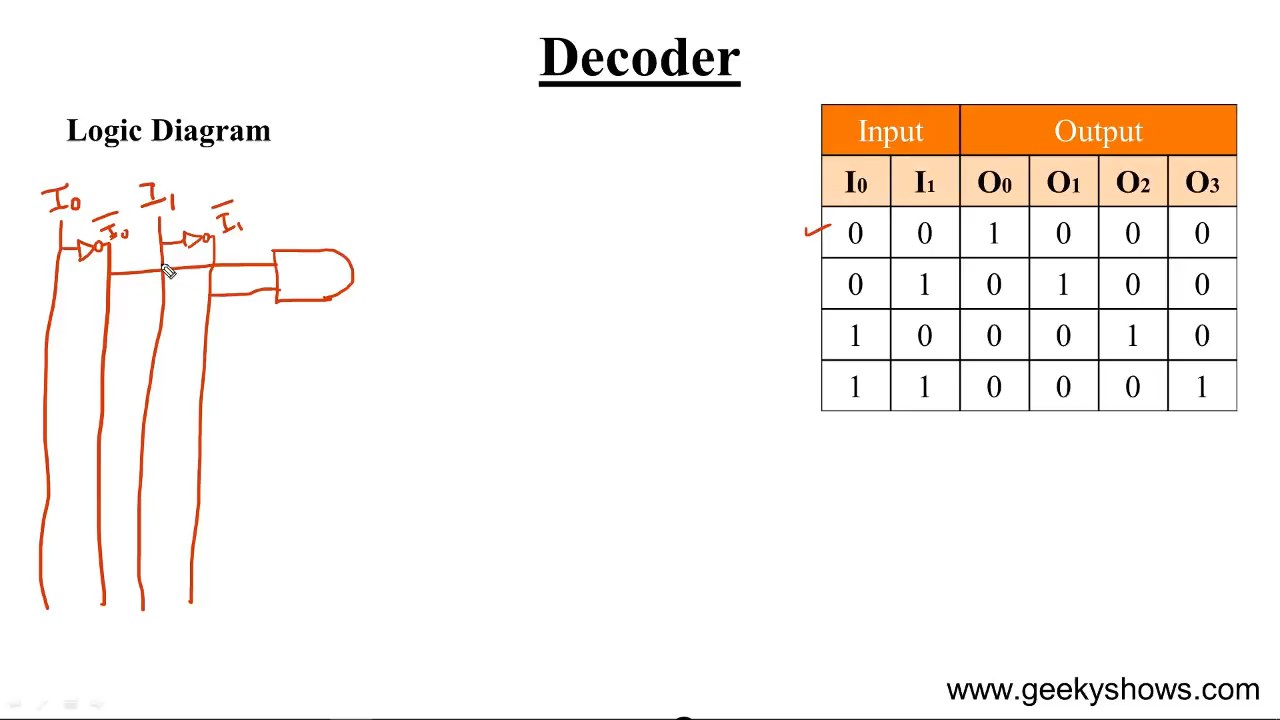 Decoder
Logic Diagram
I0 I̅0 I1 I̅1
Input Output
I0 I1 O0 O1 O2 O3
0 0 1 0 0 0
0 1 0 1 0 0
1 0 0 0 1 0
1 1 0 0 0 1
www.geekyshows.com